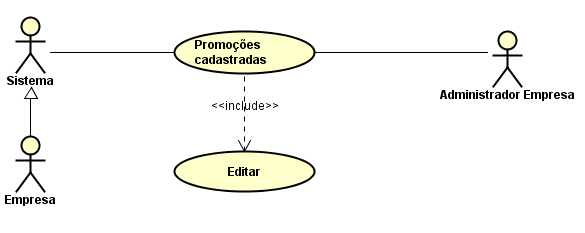 Promoções
cadastradas
Sistema
Administrador Empresa
<<include>>
Editar
Empresa